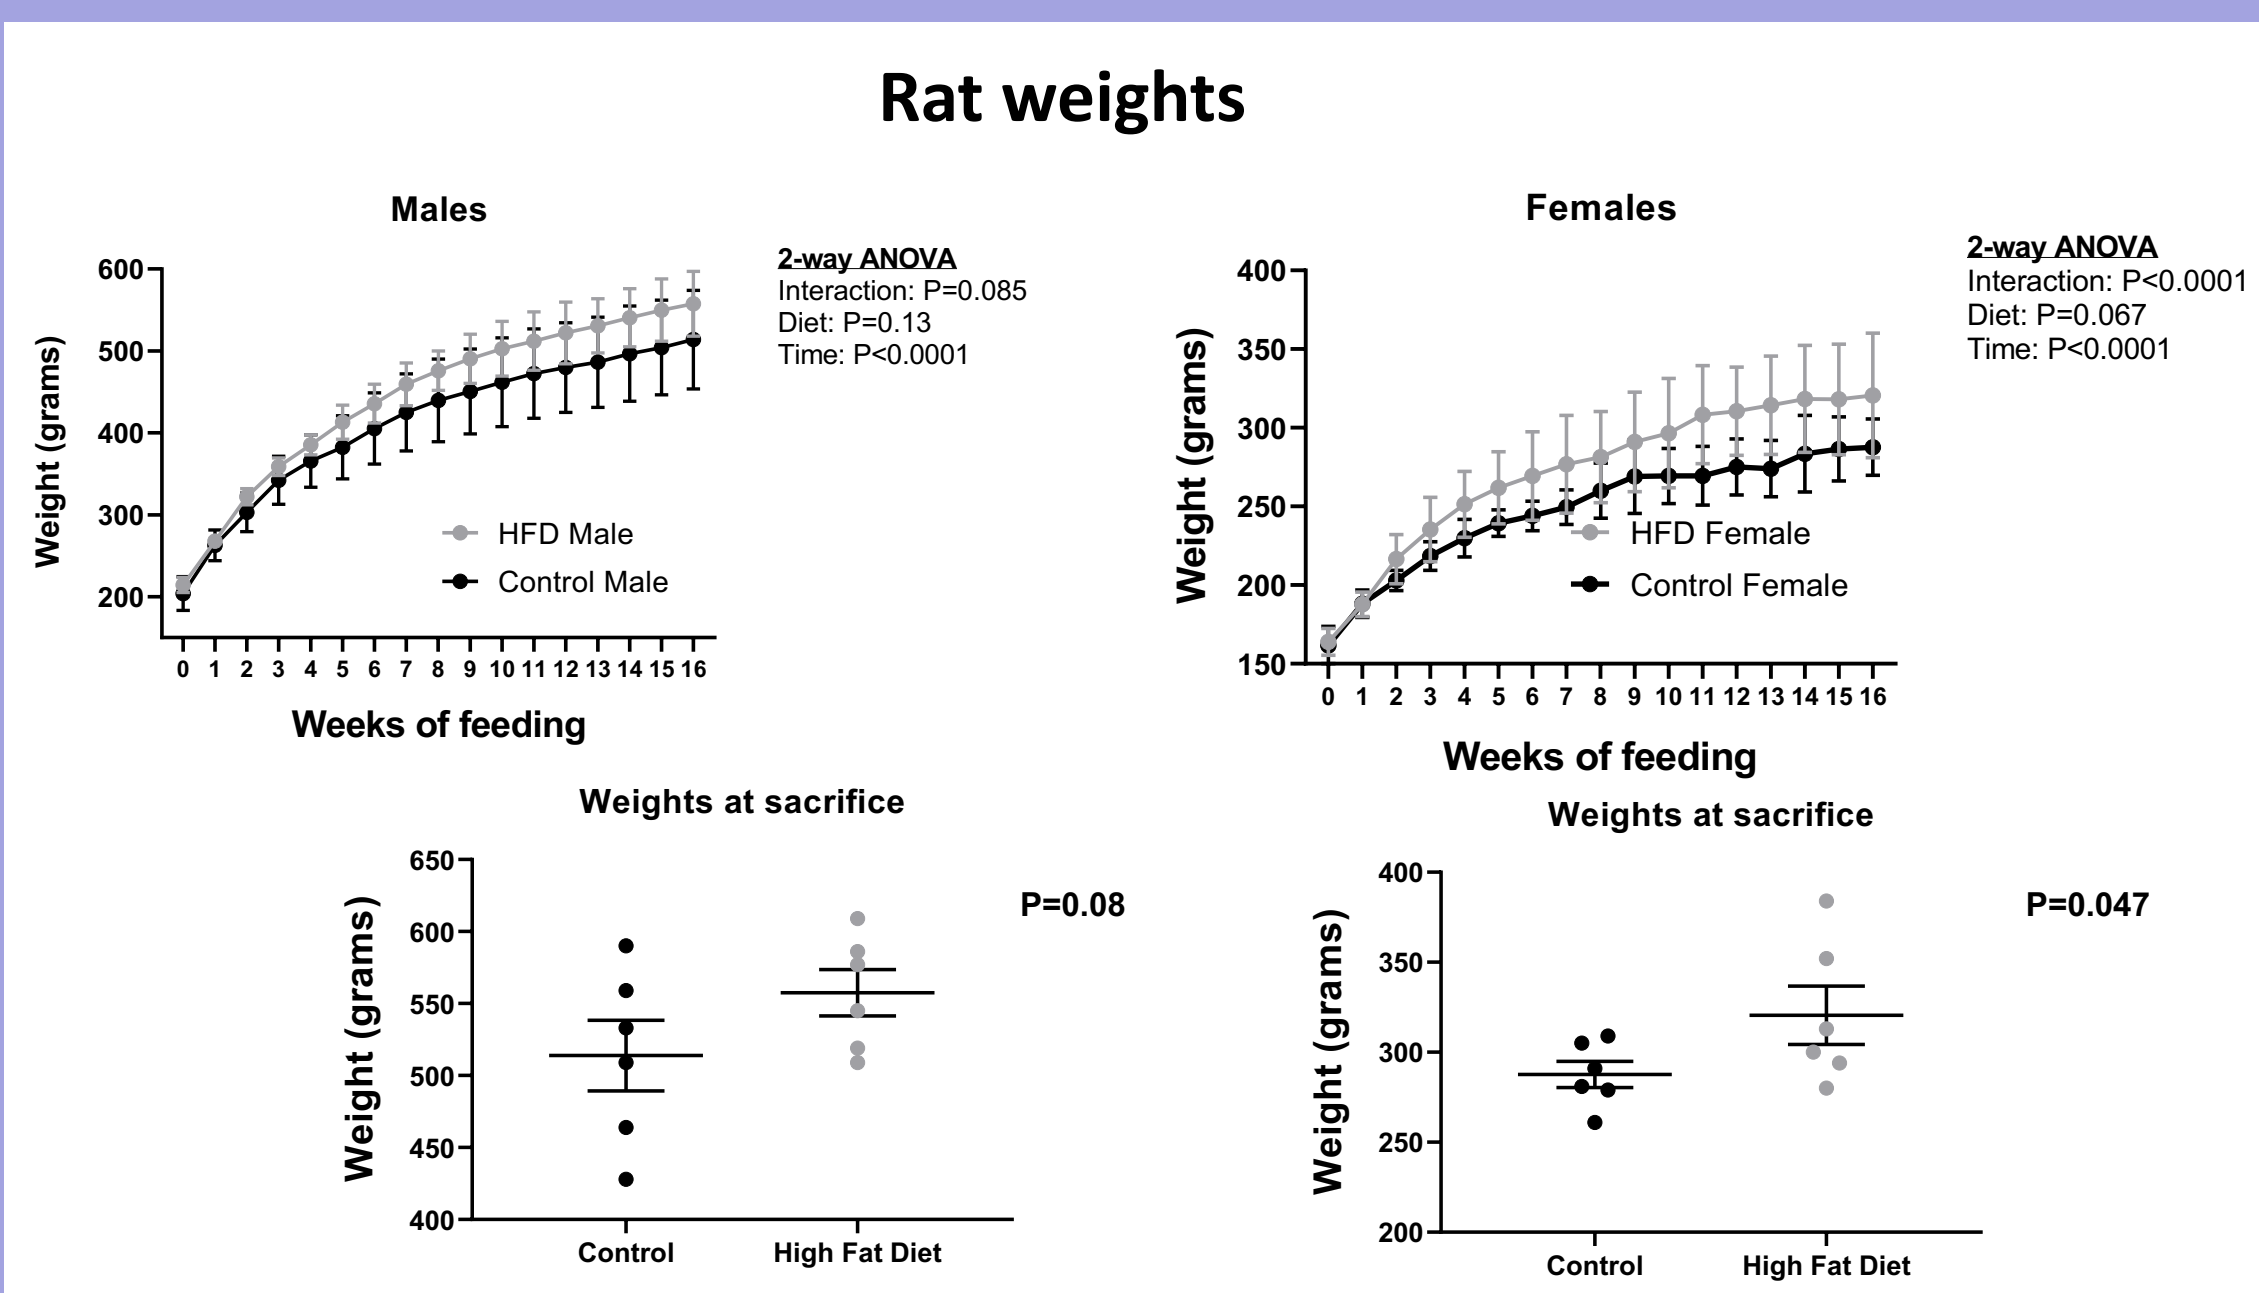 Rat weights
Males
2-way ANOVA
Interaction: P=0.085
Diet: P=0.13
Time: P<0.0001
Weight (grams)
600
500
400
300
200
HFD Male
Control Male
0 1 2 3 4 5 6 7 8 9 10 11 12 13 14 15 16
Weeks of feeding
Females
2-way ANOVA
Interaction: P<0.0001
Diet: P=0.067
Time: P<0.0001
Weight (grams)
400
350
300
250
200
150
HFD Female
Control Female
0 1 2 3 4 5 6 7 8 9 10 11 12 13 14 15 16
Weeks of feeding
Weights at sacrifice
P=0.08
Weight (grams)
650
600
550
500
450
400
Control High Fat Diet
Weights at sacrifice
P=0.047
Weight (grams)
400
350
300
250
200
Control High Fat Diet